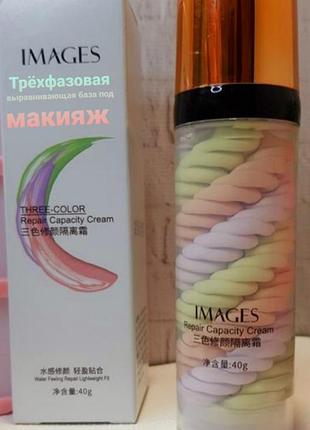 IMAGES
Трёхфазовая
выравнивающая база под
макияж
THREE-COLOR
Repair Capacity Cream
三色修颜隔离霜
水感修颜 轻盈贴合
Water Feeling Repair Lightweight Fit
净含量:40g
IMAGES
Repair Capacity Cream
三色修颜隔离霜
净含量:40g